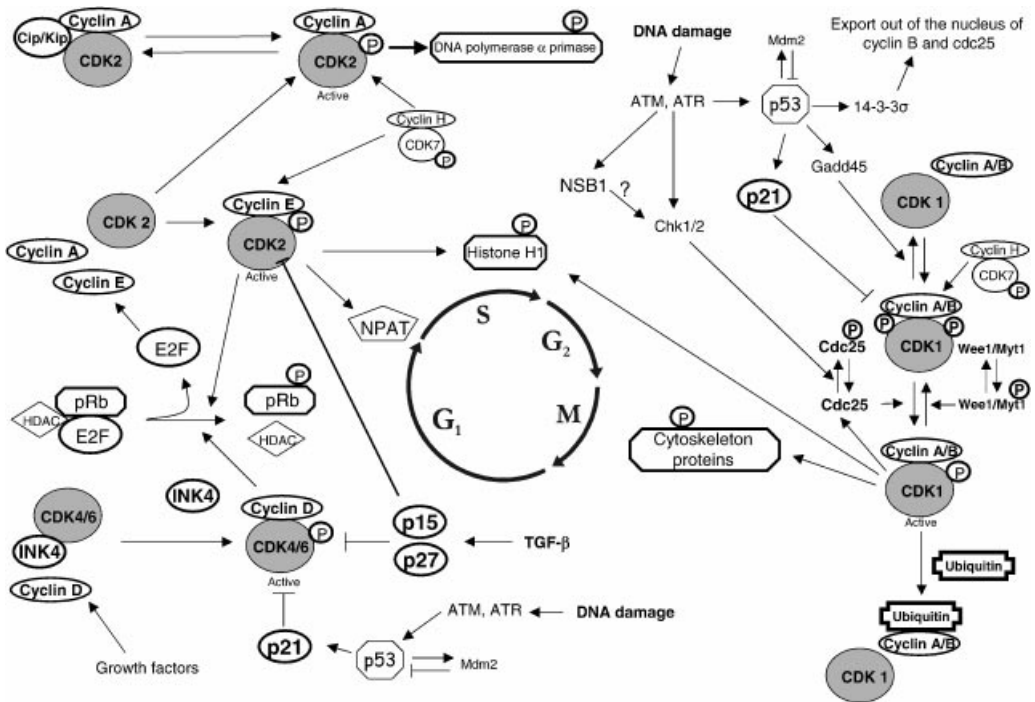 Cip/Kip
Cyclin A
CDK2
Cyclin A
P
CDK2
Active
P
DNA polymerase α primase
Cyclin H
CDK7
P
CDK 2
Cyclin A
Cyclin E
Cyclin E
P
CDK2
Active
P
Histone H1
NPAT
E2F
HDAC
pRb
E2F
P
pRb
HDAC
S
G2
M
G1
INK4
CDK4/6
INK4
Cyclin D
Growth factors
Cyclin D
P
CDK4/6
Active
p15
p27
TGF-β
p21
p53
Mdm2
ATM, ATR
DNA damage
DNA damage
ATM, ATR
Mdm2
p53
14-3-3σ
Export out of the nucleus of
cyclin B and cdc25
NSB1
?
Chk1/2
p21
Gadd45
Cyclin A/B
CDK 1
Cyclin H
CDK7
P
Cyclin A/B
P
P
CDK1
P
Cdc25
Cdc25
Wee1/Myt1
P
Wee1/Myt1
P
Cytoskeleton
proteins
Cyclin A/B
P
CDK1
Active
Ubiquitin
Ubiquitin
Cyclin A/B
CDK 1